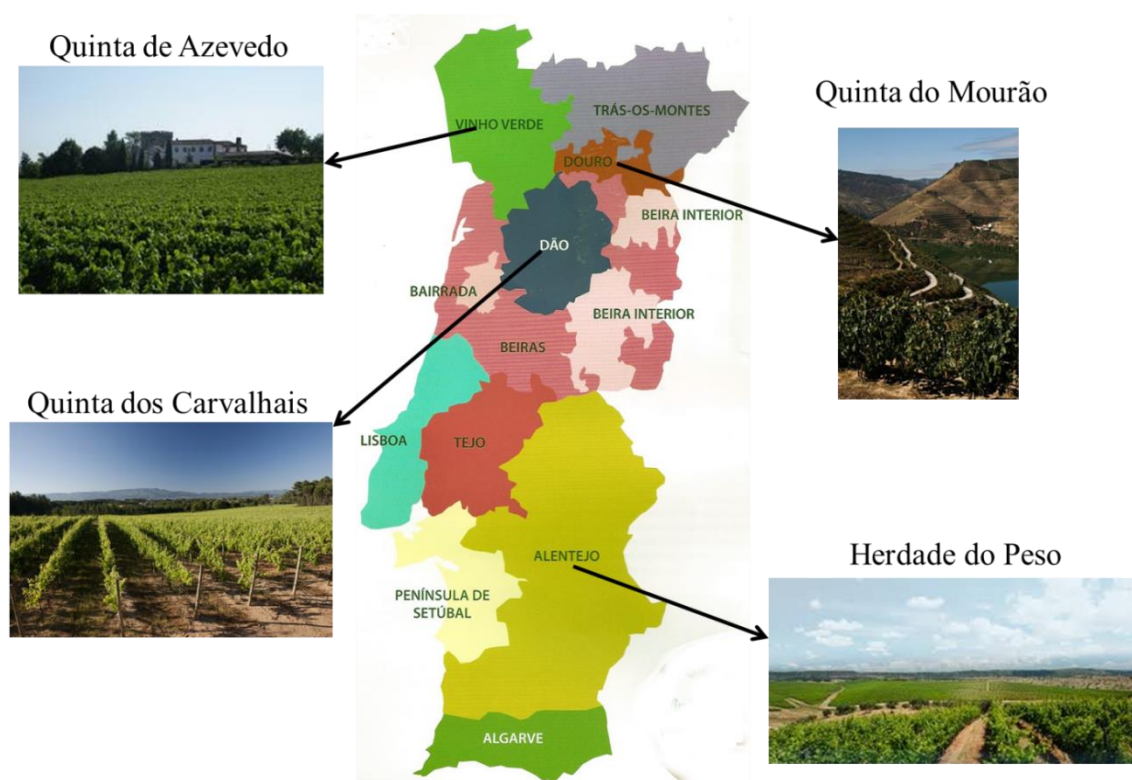 Quinta de Azevedo
Quinta do Mourão
VINHO VERDE
TRÁS-OS-MONTES
DOURO
BEIRA INTERIOR
DÃO
BAIRRADA
BEIRA INTERIOR
BEIRAS
Quinta dos Carvalhais
LISBOA
TEJO
ALENTEJO
Herdade do Peso
PENÍNSULA DE
SETÚBAL
ALGARVE